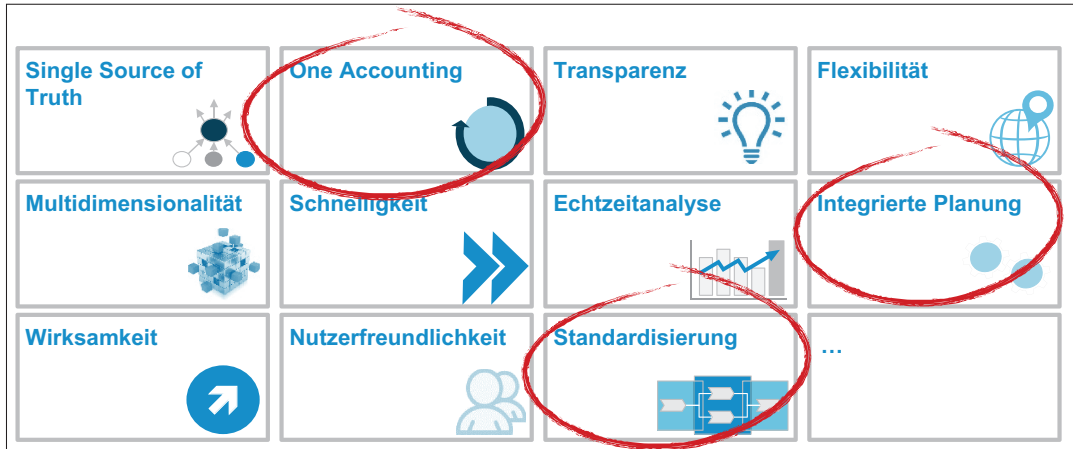 Single Source of
Truth
One Accounting
Transparenz
Flexibilität
Multidimensionalität
Schnelligkeit
Echtzeitanalyse
Integrierte Planung
Wirksamkeit
Nutzerfreundlichkeit
Standardisierung
...